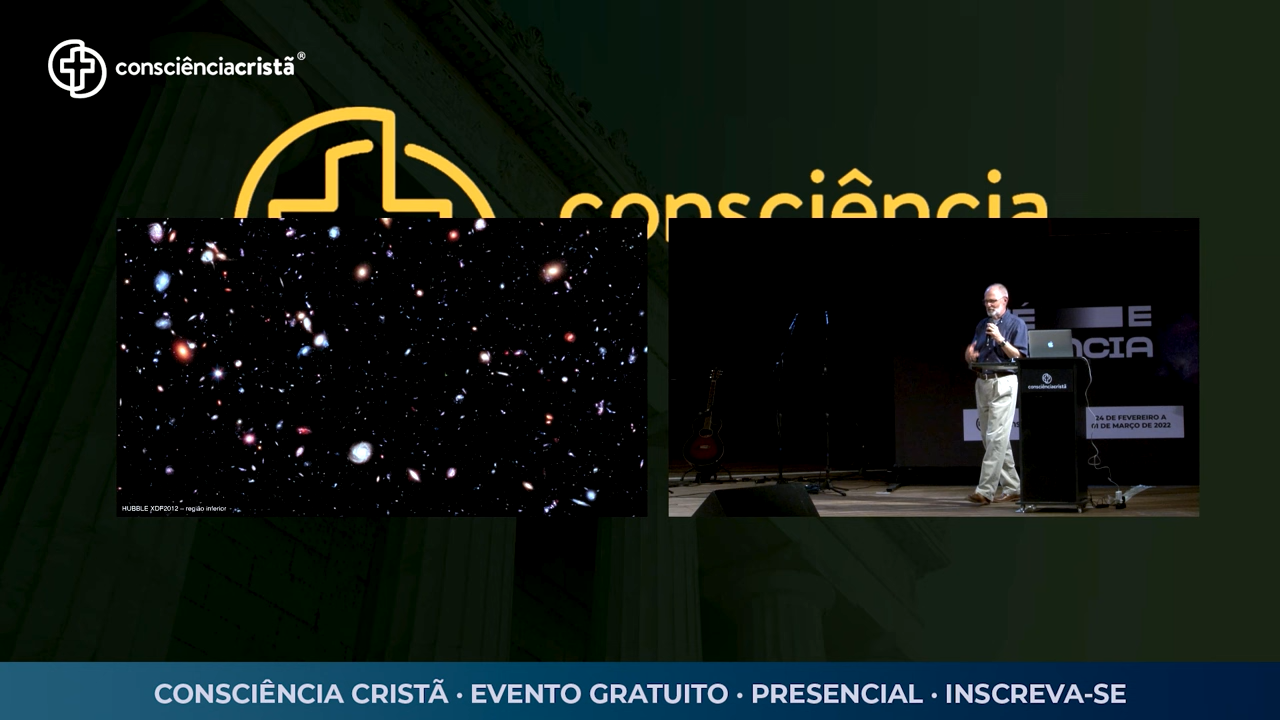 consciênciacristã®
consciência
HUBBLE XDF2012 – região inferior
É E
NCIA
consciênciacristã
24 DE FEVEREIRO A
01 DE MARÇO DE 2022
CONSCIÊNCIA CRISTÃ • EVENTO GRATUITO • PRESENCIAL • INSCREVA-SE